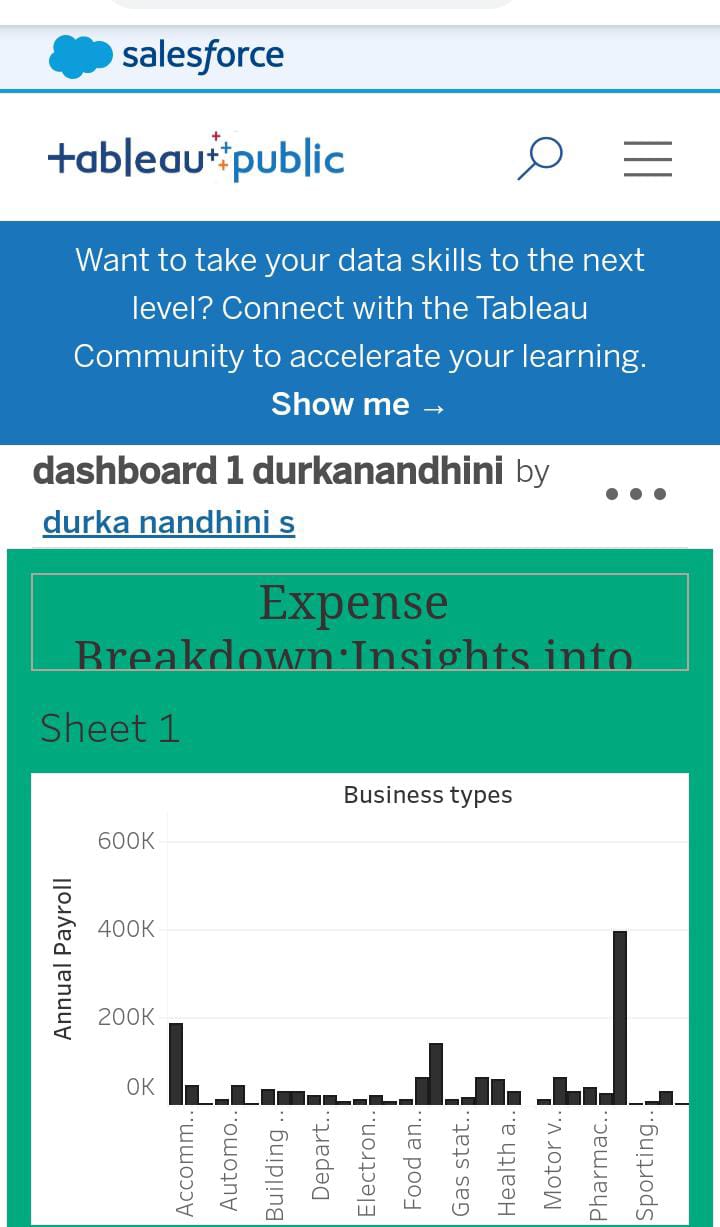 salesforce
+ableau public
Want to take your data skills to the next
level? Connect with the Tableau
Community to accelerate your learning.
Show me →
dashboard 1 durkanandhini by
durka nandhini s
Expense
Breakdown:Insights into
Sheet 1
Business types
Annual Payroll
600K
400K
200K
0K
Accomm..
Automo..
Building ..
Depart..
Electron..
Food an..
Gas stat..
Health a..
Motor v..
Pharmac..
Sporting..